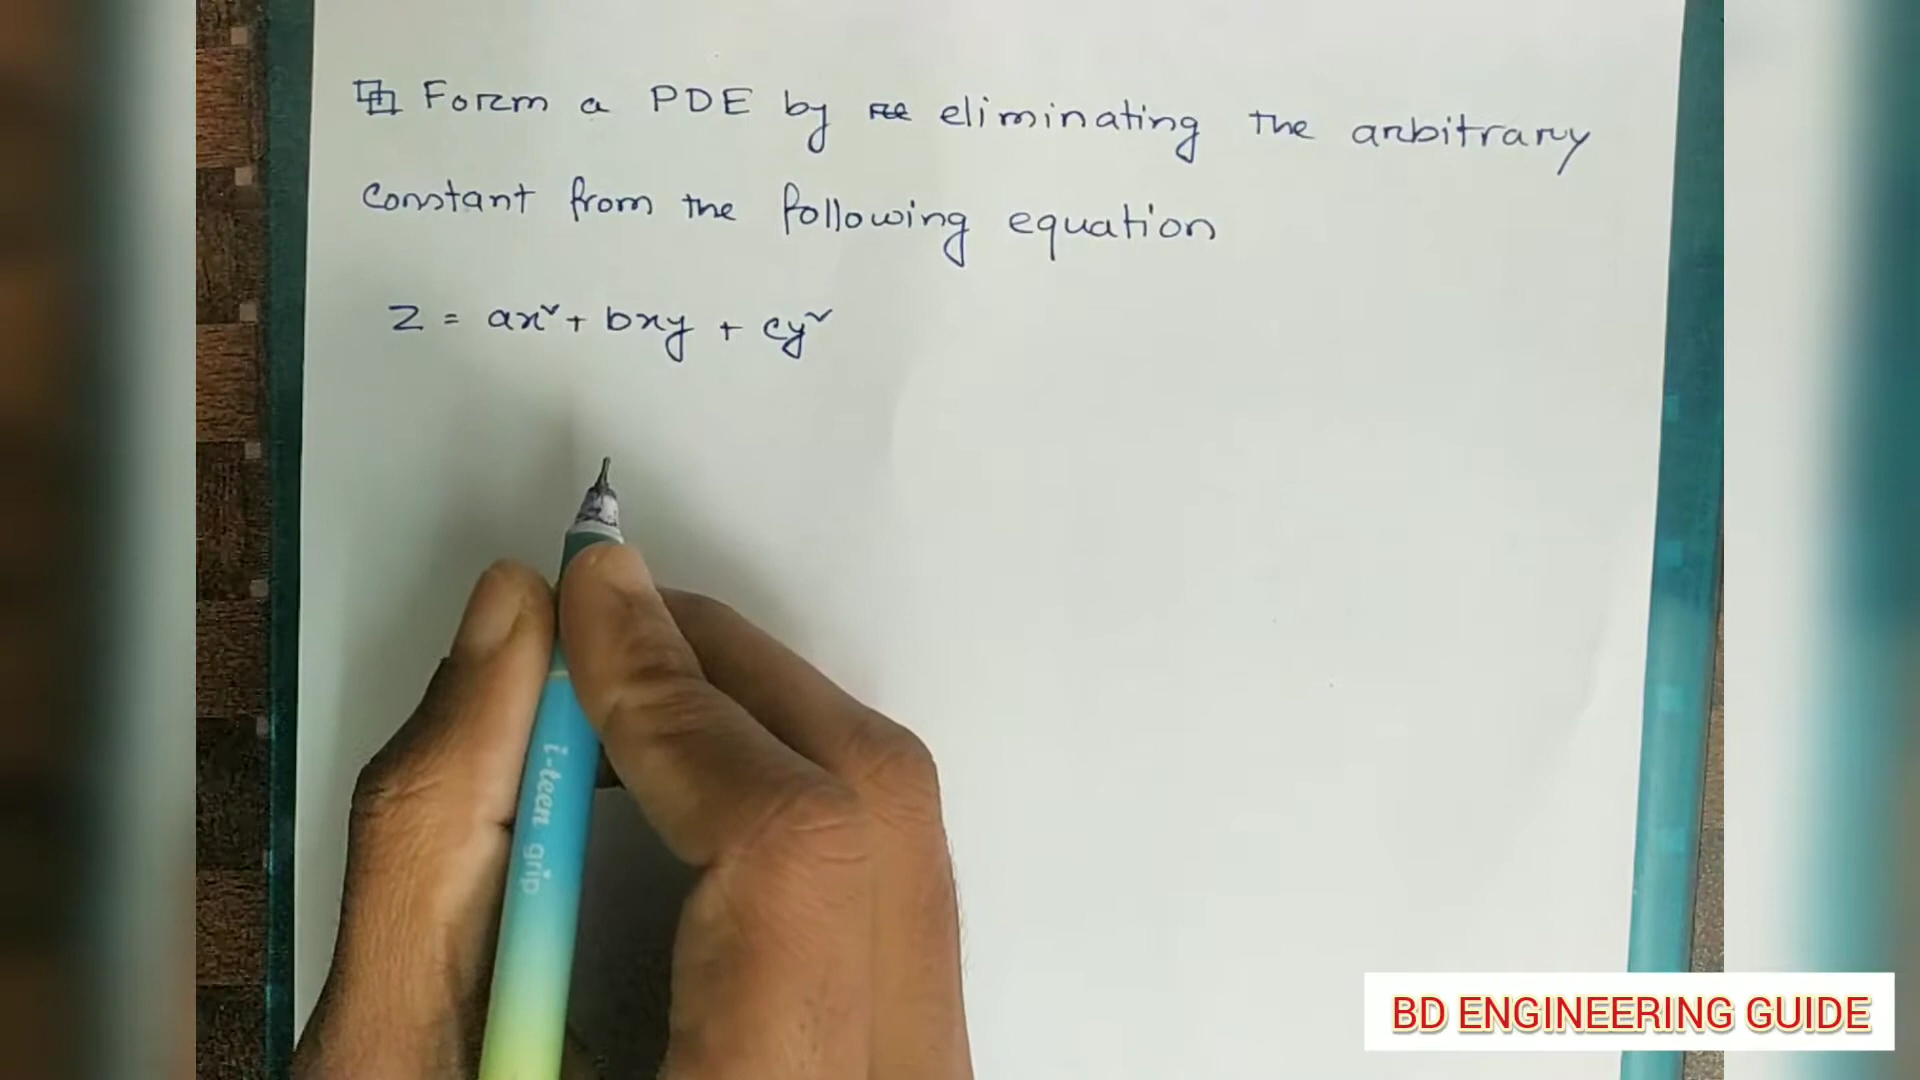 Form a PDE by eliminating the arbitrary
constant from the following equation
z = ax² + bxy + cy²
i-teen grip
BD ENGINEERING GUIDE